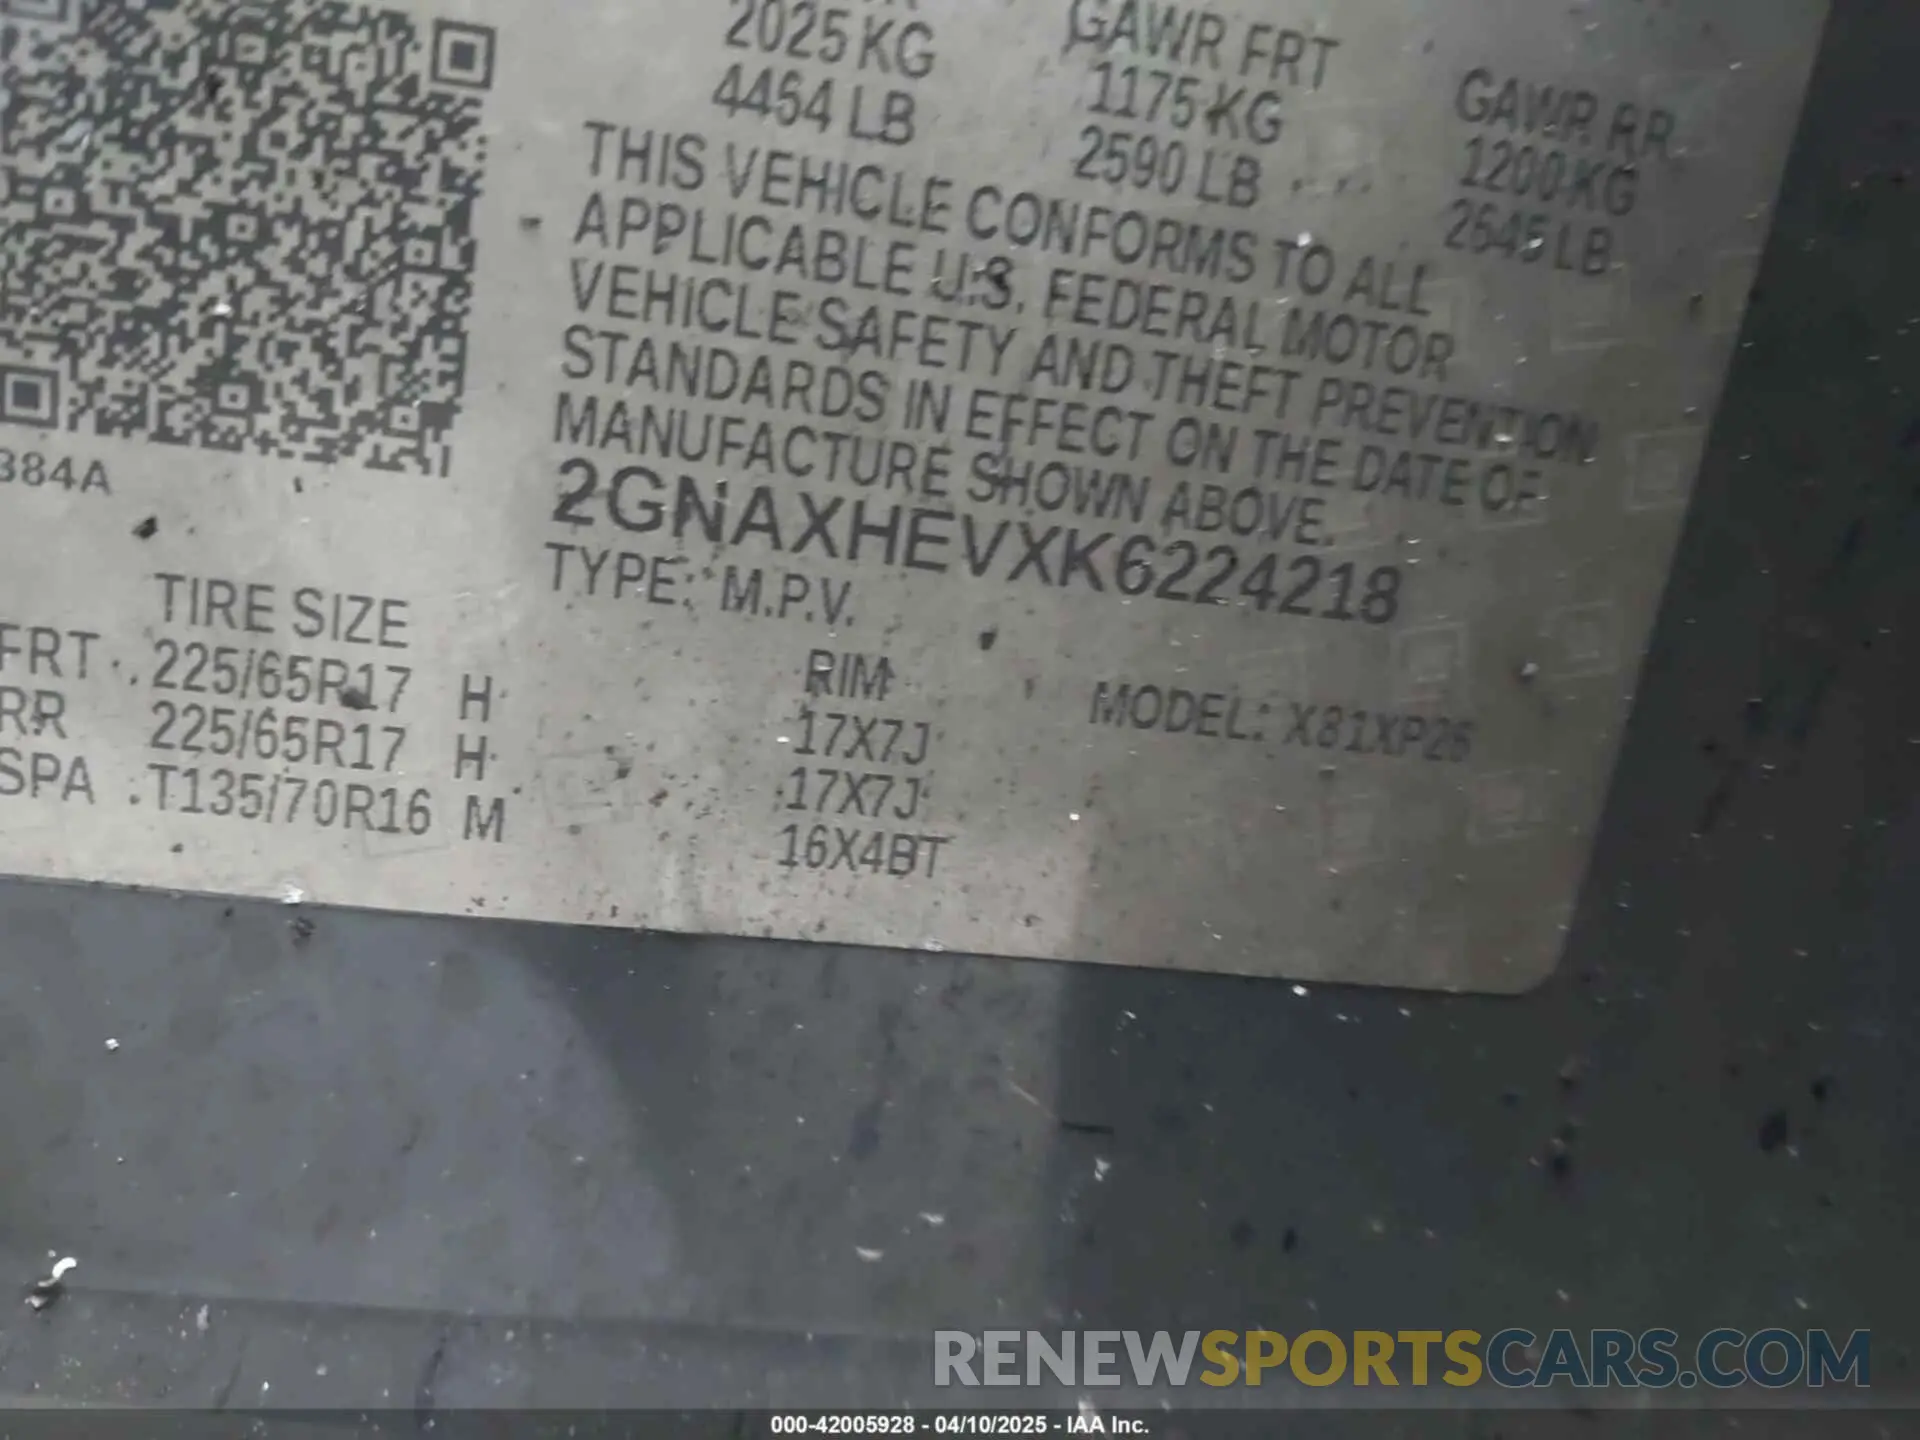 2025 KG
4464 LB
GAWR FRT
1175 KG
2590 LB
GAWR RR
1200 KG
2645 LB
THIS VEHICLE CONFORMS TO ALL
APPLICABLE U.S. FEDERAL MOTOR
VEHICLE SAFETY AND THEFT PREVENTION
STANDARDS IN EFFECT ON THE DATE OF
MANUFACTURE SHOWN ABOVE.
2GNAXHEVXK6224218
TYPE: M.P.V.
384A
TIRE SIZE RIM MODEL: X81XP26
FRT 225/65R17 H 17X7J
RR 225/65R17 H 17X7J
SPA T135/70R16 M 16X4BT
RENEWSPORTSCARS.COM
000-42005928 - 04/10/2025 - IAA Inc.